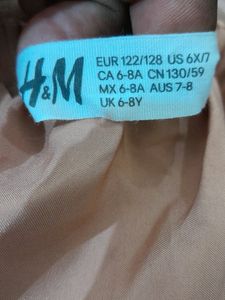 H&M
EUR 122/128 US 6X/7
CA 6-8A CN 130/59
MX 6-8A AUS 7-8
UK 6-8Y